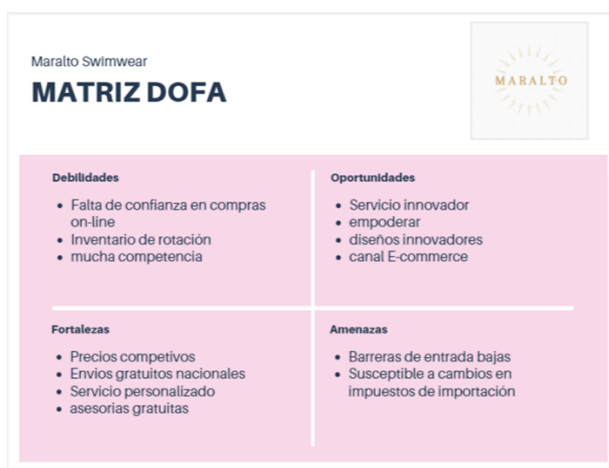 Maralto Swimwear
MATRIZ DOFA
MARALTO
Debilidades
• Falta de confianza en compras
on-line
• Inventario de rotación
• mucha competencia
Oportunidades
• Servicio innovador
• empoderar
• diseños innovadores
• canal E-commerce
Fortalezas
• Precios competivos
• Envios gratuitos nacionales
• Servicio personalizado
• asesorias gratuitas
Amenazas
• Barreras de entrada bajas
• Susceptible a cambios en
impuestos de importación